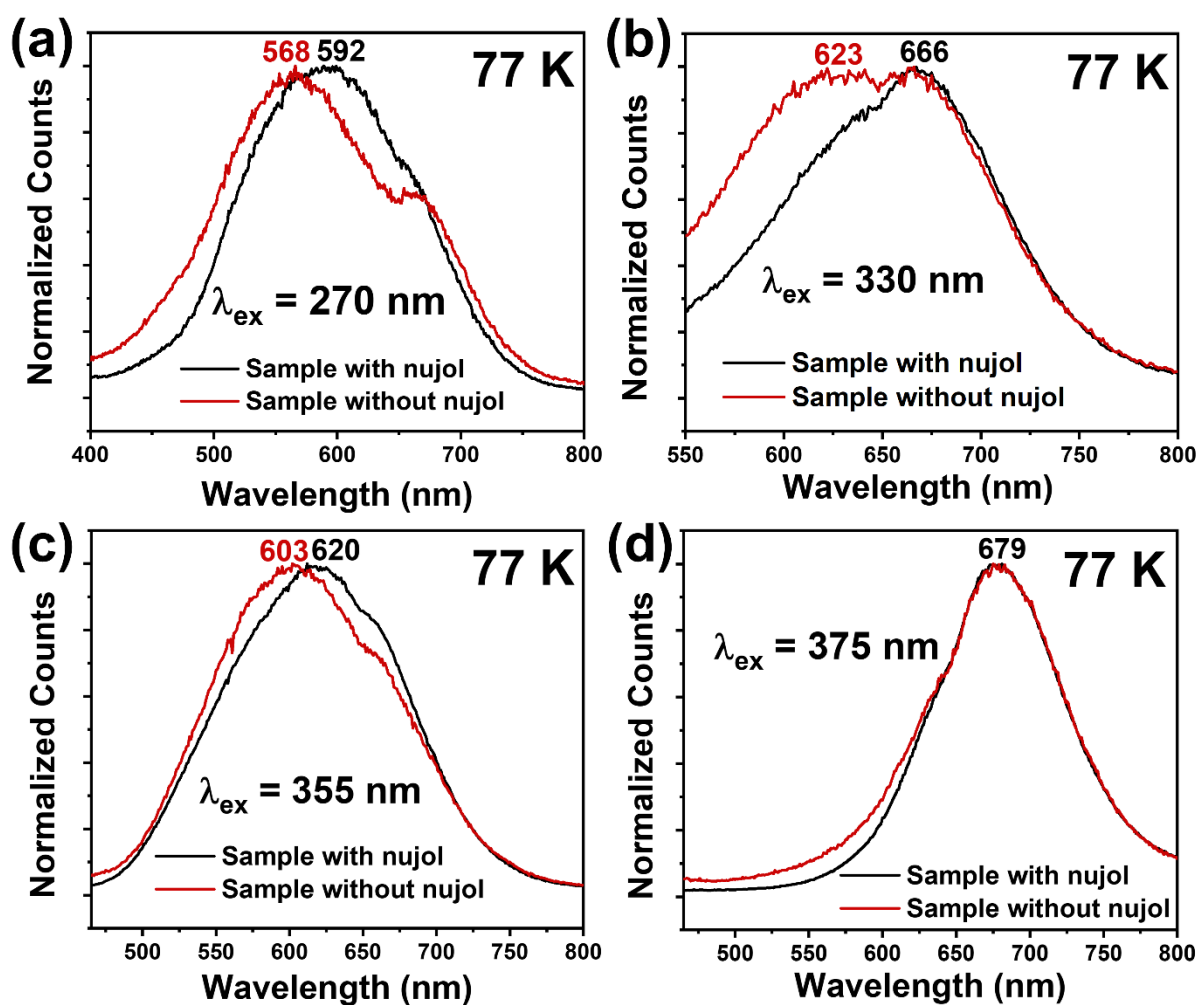 (a)
568 592
77 K
Normalized Counts
λex = 270 nm
Sample with nujol
Sample without nujol
400 500 600 700 800
Wavelength (nm)
(b)
623 666
77 K
Normalized Counts
λex = 330 nm
Sample with nujol
Sample without nujol
550 600 650 700 750 800
Wavelength (nm)
(c)
603 620
77 K
Normalized Counts
λex = 355 nm
Sample with nujol
Sample without nujol
500 550 600 650 700 750 800
Wavelength (nm)
(d)
679
77 K
Normalized Counts
λex = 375 nm
Sample with nujol
Sample without nujol
500 550 600 650 700 750 800
Wavelength (nm)